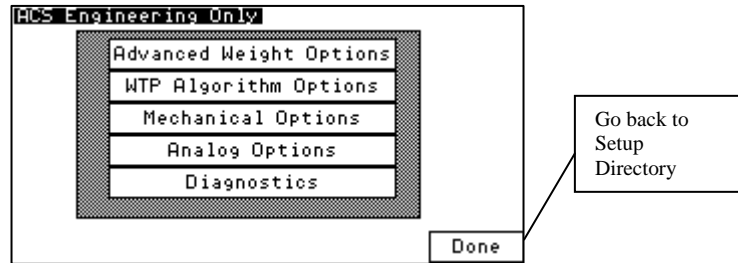 ACS Engineering Only
Advanced Weight Options
WTP Algorithm Options
Mechanical Options
Analog Options
Diagnostics
Done
Go back to
Setup
Directory